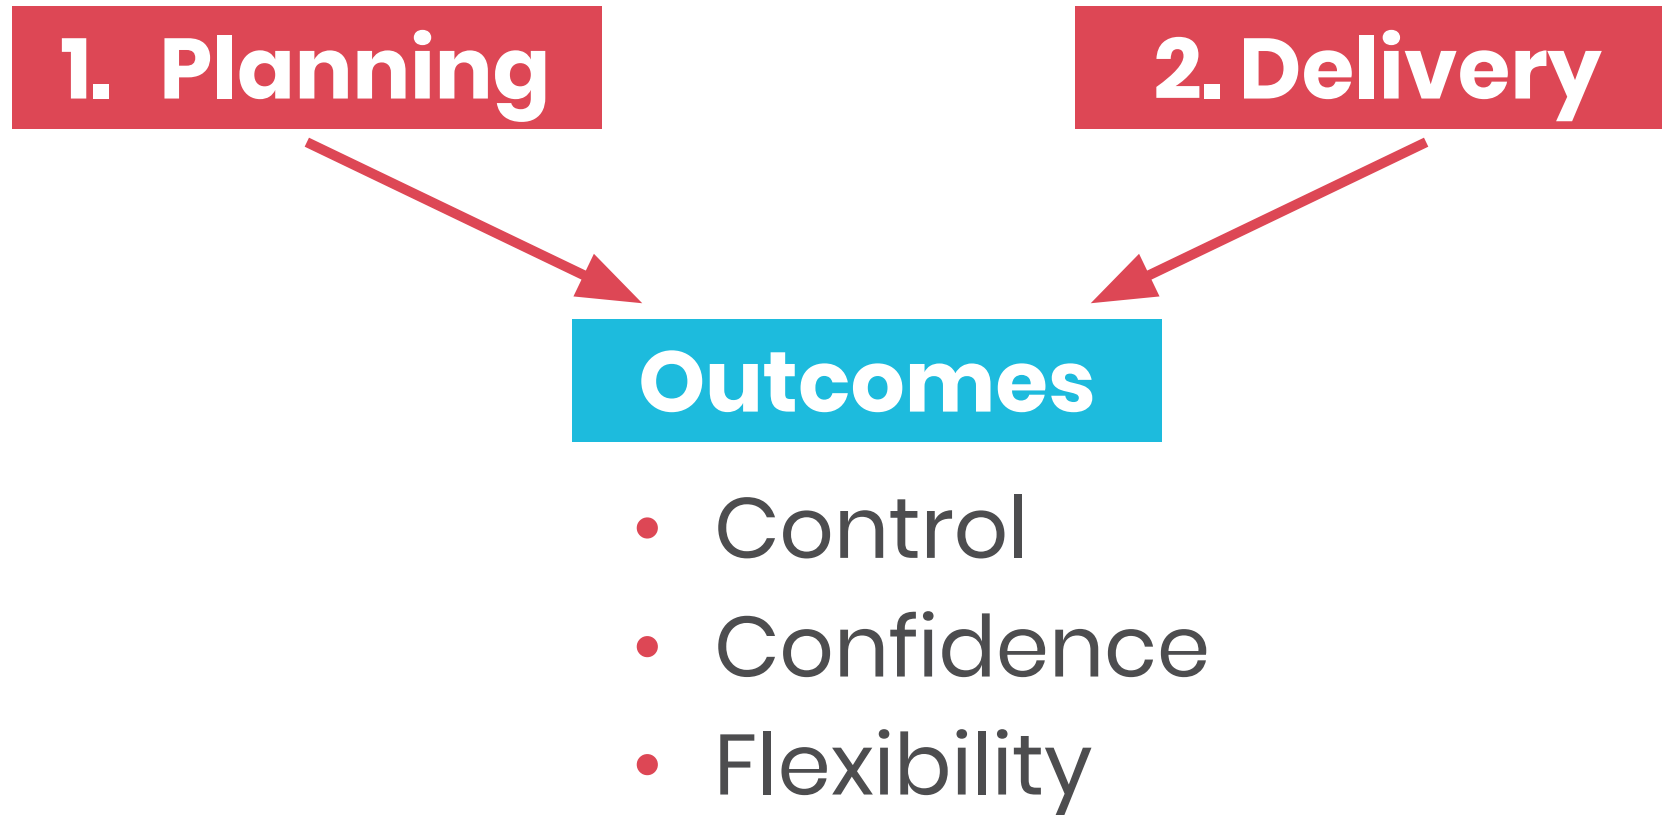 1. Planning
2. Delivery
Outcomes
• Control
• Confidence
• Flexibility